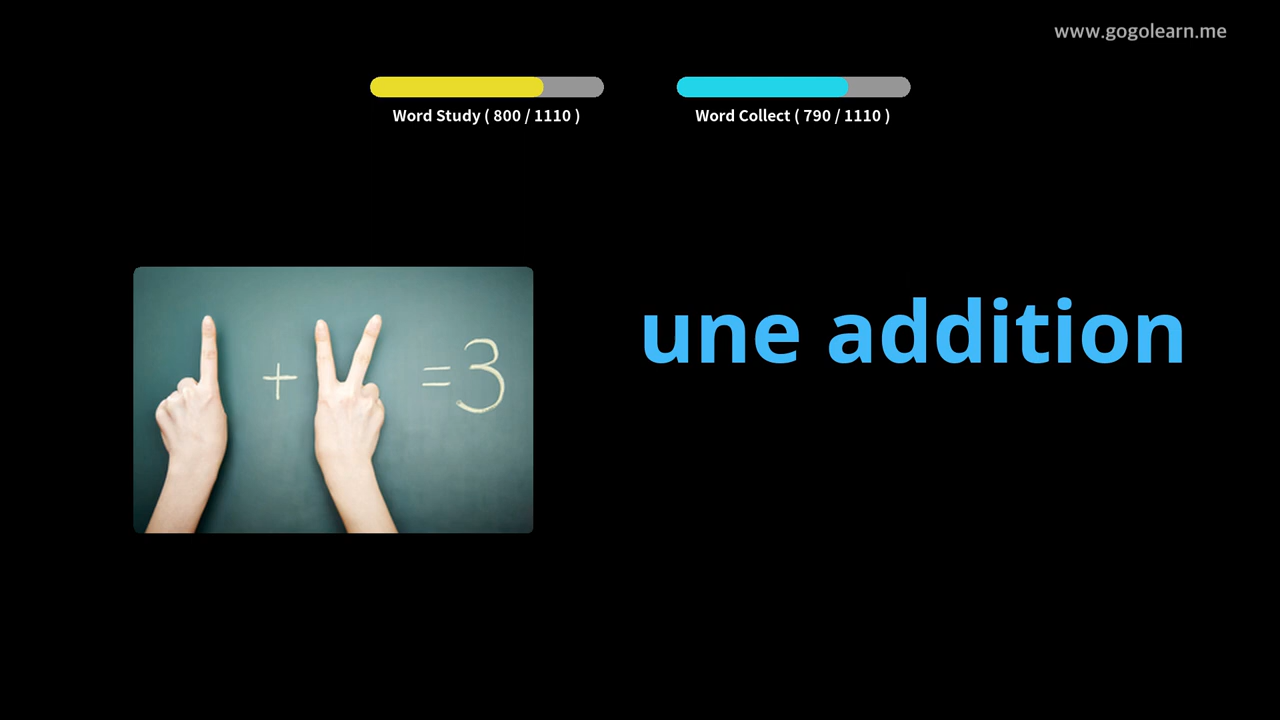 www.gogolearn.me
Word Study ( 800 / 1110 )
Word Collect ( 790 / 1110 )
une addition
+ = 3